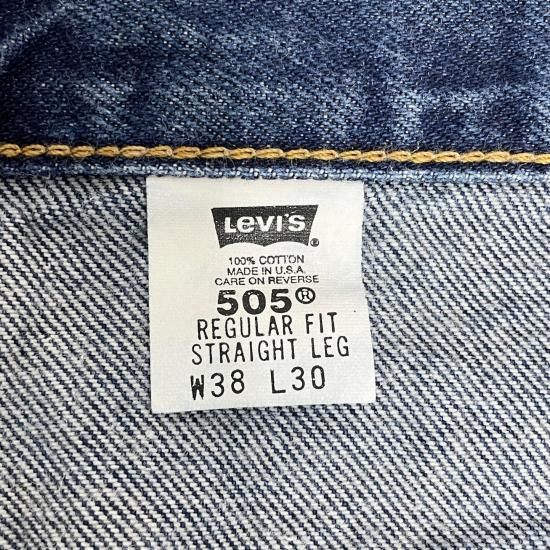 Levi's ®
100% COTTON
MADE IN U.S.A.
CARE ON REVERSE
505®
REGULAR FIT
STRAIGHT LEG
W38 L30